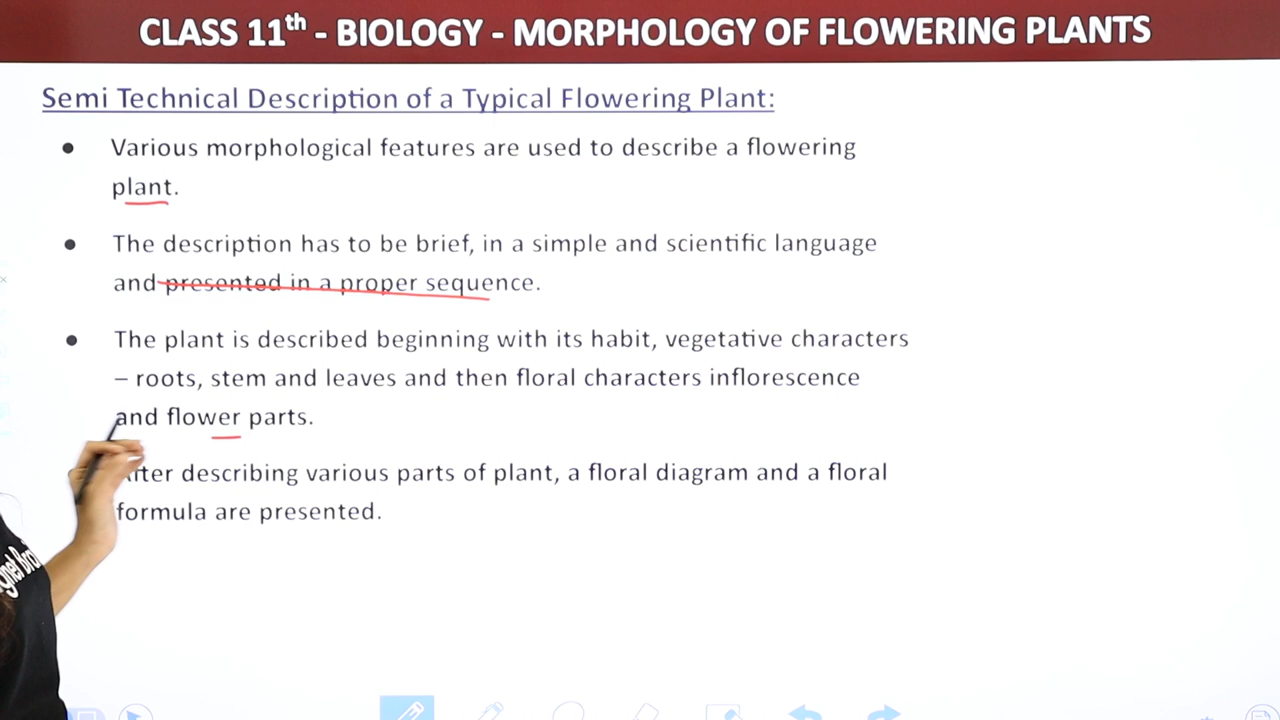 CLASS 11th - BIOLOGY - MORPHOLOGY OF FLOWERING PLANTS
Semi Technical Description of a Typical Flowering Plant:
● Various morphological features are used to describe a flowering
plant.
● The description has to be brief, in a simple and scientific language
and presented in a proper sequence.
● The plant is described beginning with its habit, vegetative characters
– roots, stem and leaves and then floral characters inflorescence
and flower parts.
describing various parts of plant, a floral diagram and a floral
formula are presented.